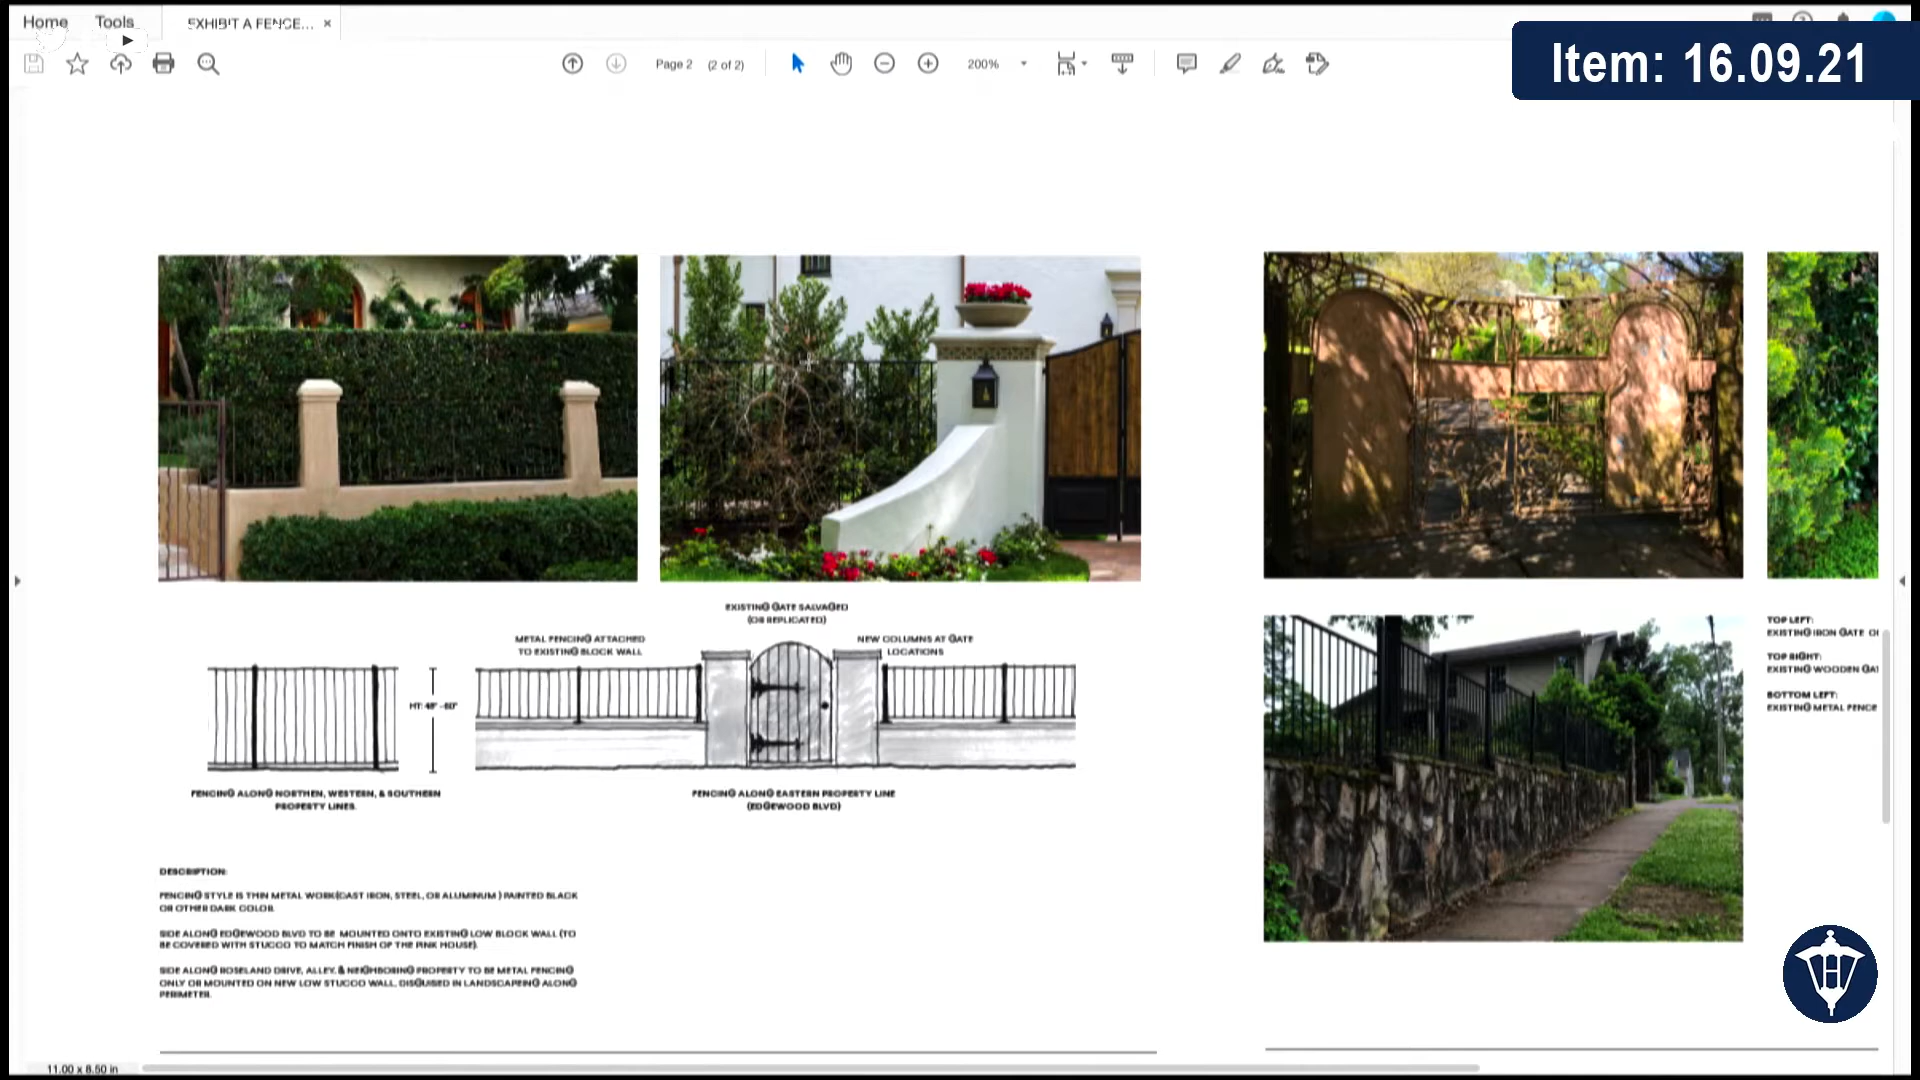 Home
Tools
EXHIBIT A FENCE...
×
Item: 16.09.21
Page 2
(2 of 2)
200%
EXISTING GATE SALVAGED
(OR REPLICATED)
METAL FENCING ATTACHED
TO EXISTING BLOCK WALL
NEW COLUMNS AT GATE
LOCATIONS
HT: 48" - 60"
FENCING ALONG NORTHEN, WESTERN, & SOUTHERN
PROPERTY LINES.
FENCING ALONG EASTERN PROPERTY LINE
(EDGEWOOD BLVD)
DESCRIPTION:
FENCING STYLE IS THIN METAL WORK(CAST IRON, STEEL, OR ALUMINUM ) PAINTED BLACK
OR OTHER DARK COLOR.
SIDE ALONG EDGEWOOD BLVD TO BE MOUNTED ONTO EXISTING LOW BLOCK WALL (TO
BE COVERED WITH STUCCO TO MATCH FINISH OF THE PINK HOUSE).
SIDE ALONG ROSELAND DRIVE, ALLEY, & NEIGHBORING PROPERTY TO BE METAL FENCING
ONLY OR MOUNTED ON NEW LOW STUCCO WALL, DISGUISED IN LANDSCAPEING ALONG
PERIMETER.
TOP LEFT:
EXISTING IRON GATE
TOP RIGHT:
EXISTING WOODEN
BOTTOM LEFT:
EXISTING METAL FENCE
H
11.00 x 8.50 in